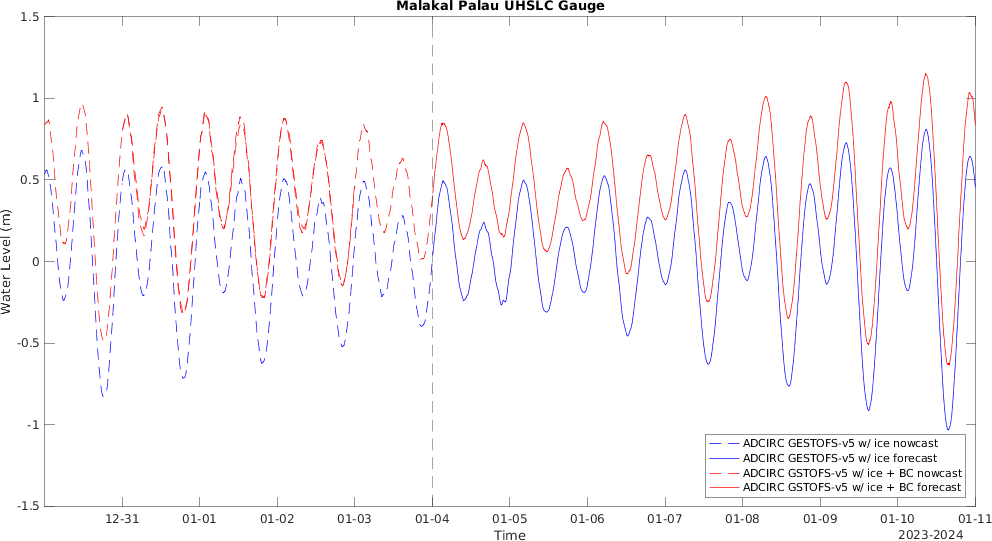 Malakal Palau UHSLC Gauge
1.5
1
0.5
0
-0.5
-1
-1.5
Water Level (m)
ADCIRC GESTOFS-v5 w/ ice nowcast
ADCIRC GESTOFS-v5 w/ ice forecast
ADCIRC GSTOFS-v5 w/ ice + BC nowcast
ADCIRC GSTOFS-v5 w/ ice + BC forecast
12-31 01-01 01-02 01-03 01-04 01-05 01-06 01-07 01-08 01-09 01-10 01-11
Time
2023-2024